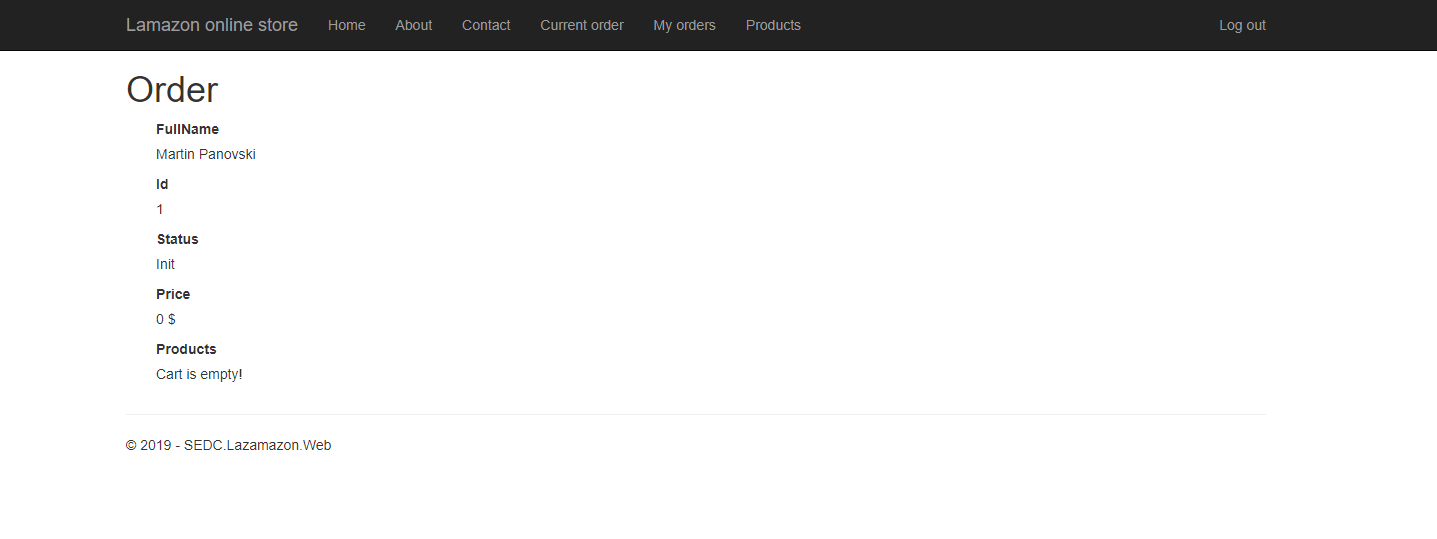 Lamazon online store Home About Contact Current order My orders Products Log out
Order
FullName
Martin Panovski
Id
1
Status
Init
Price
0 $
Products
Cart is empty!
© 2019 - SEDC.Lazamazon.Web